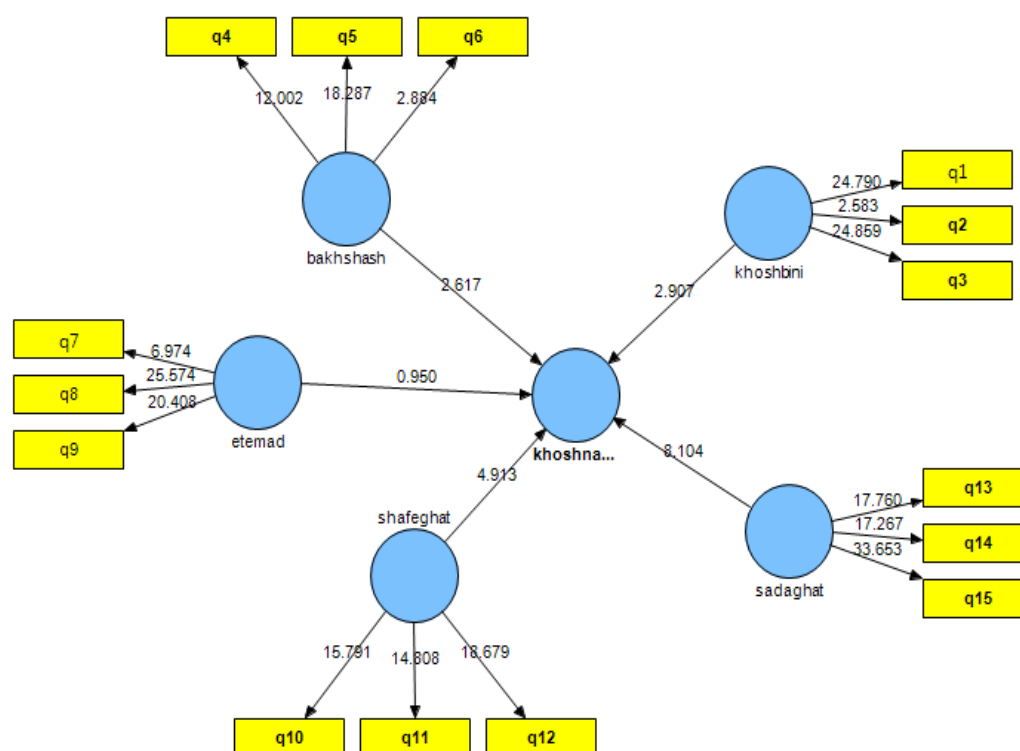 q4
q5
q6
12.002
18.287
2.884
bakhshash
q1
q2
q3
24.790
2.583
24.859
khoshbini
2.617
2.907
q7
q8
q9
6.974
25.574
20.408
etemad
0.950
khoshna...
4.913
8.104
shafeghat
q13
q14
q15
17.760
17.267
33.653
sadaghat
15.791
14.808
18.679
q10
q11
q12